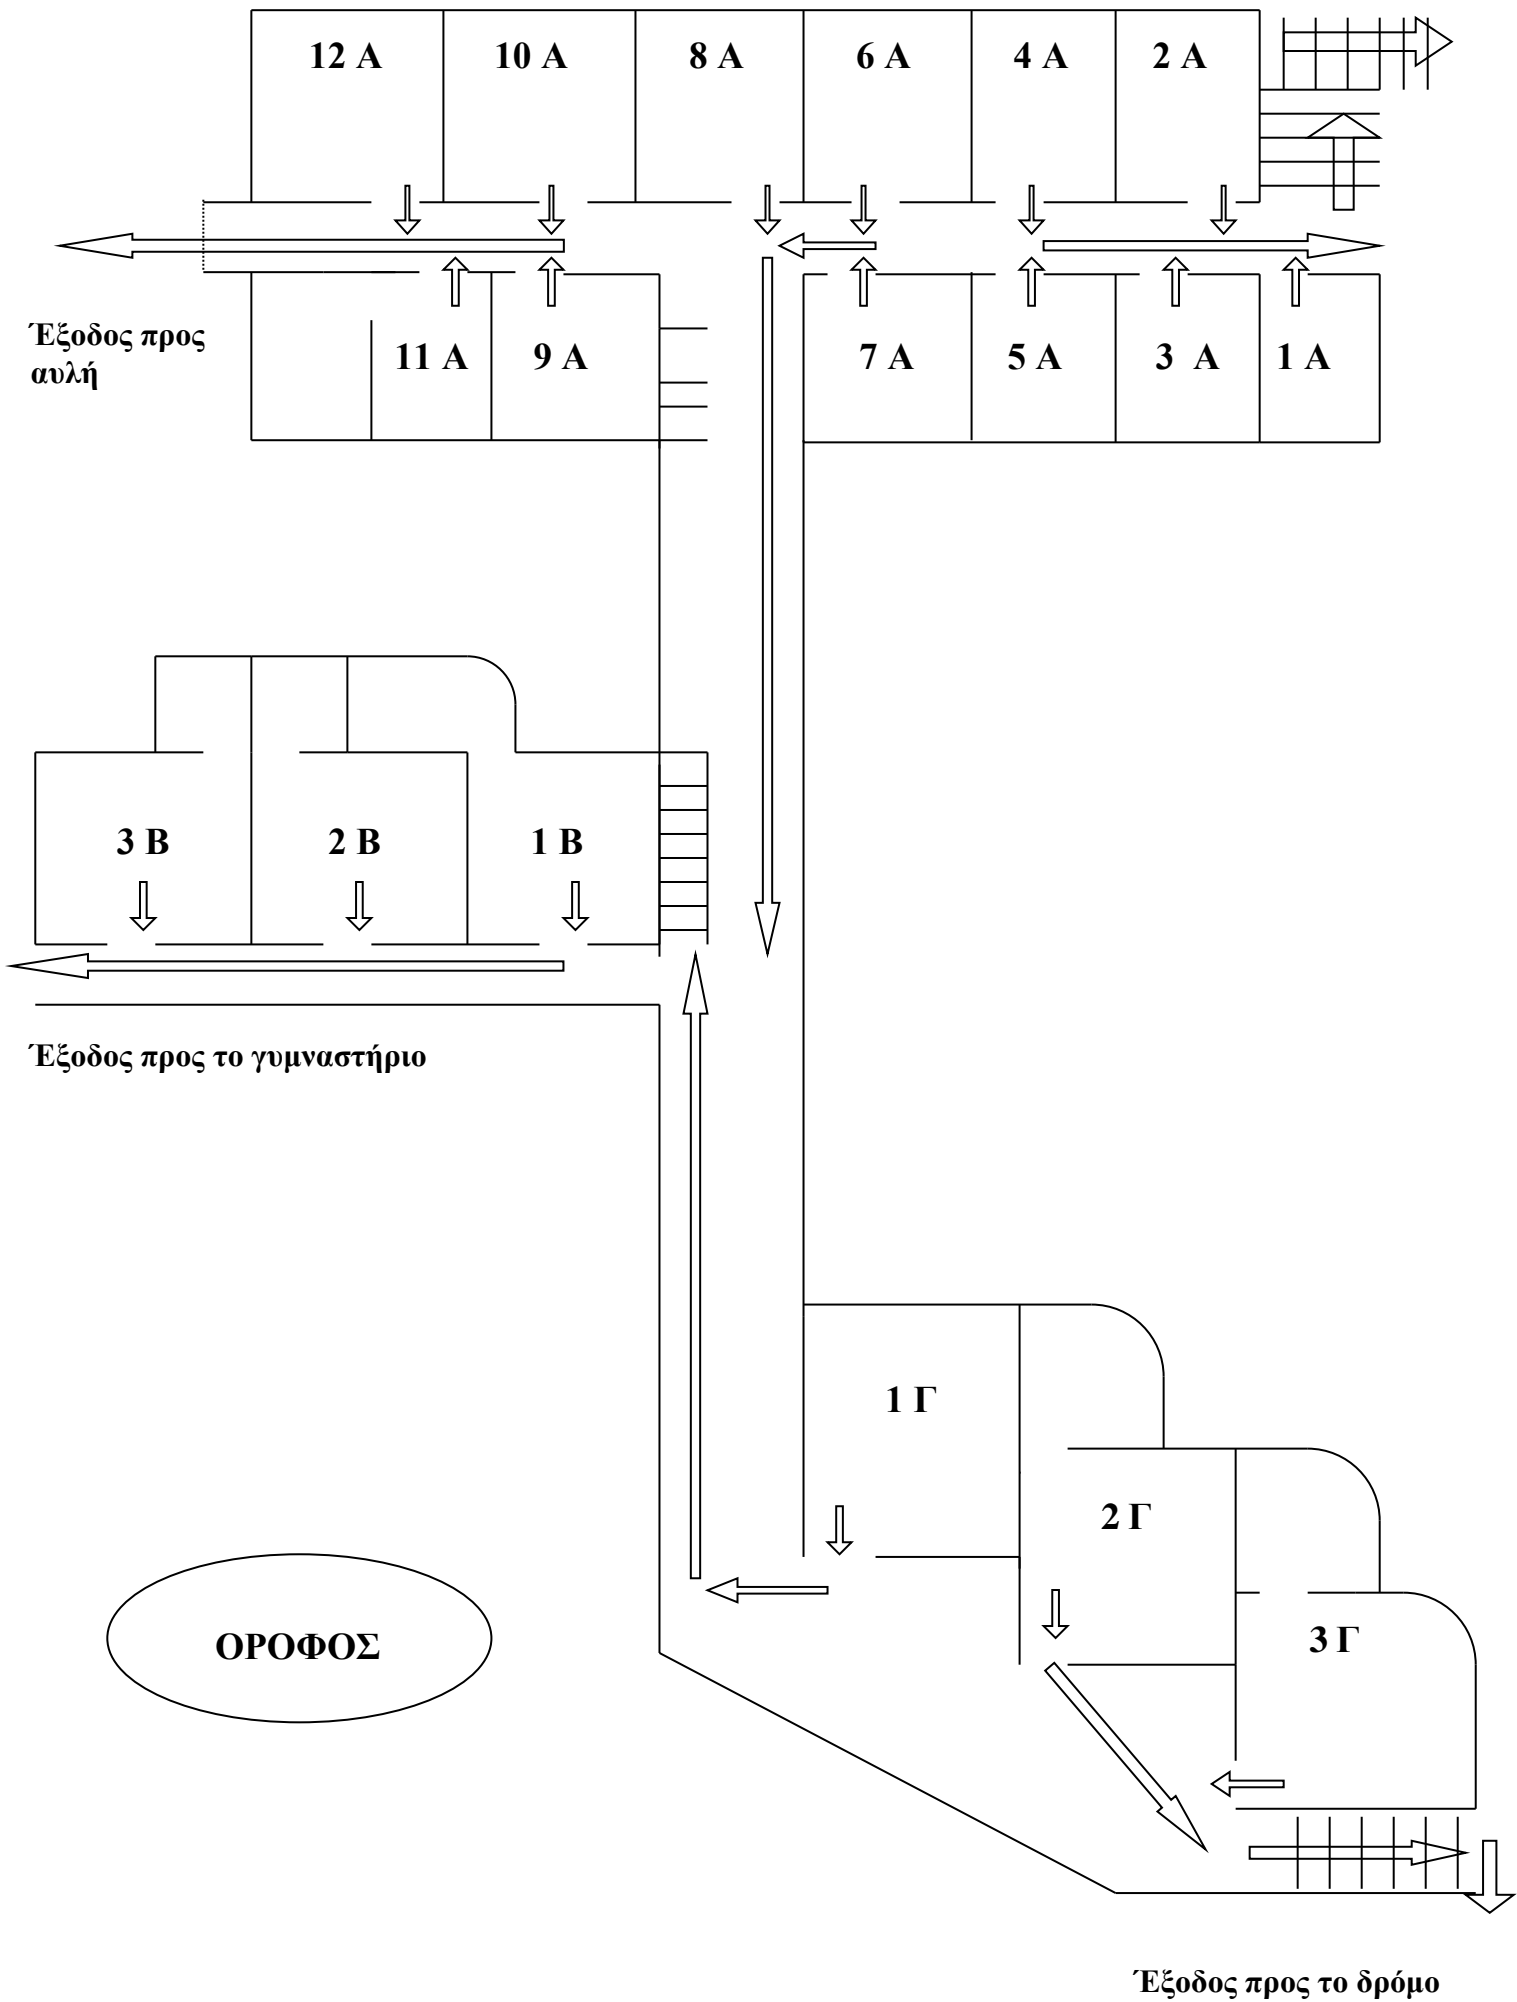 12 Α 10 Α 8 Α 6 Α 4 Α 2 Α
Έξοδος προς
αυλή
11 Α 9 Α 7 Α 5 Α 3 Α 1 Α
3 Β 2 Β 1 Β
Έξοδος προς το γυμναστήριο
1 Γ
2 Γ
3 Γ
ΟΡΟΦΟΣ
Έξοδος προς το δρόμο